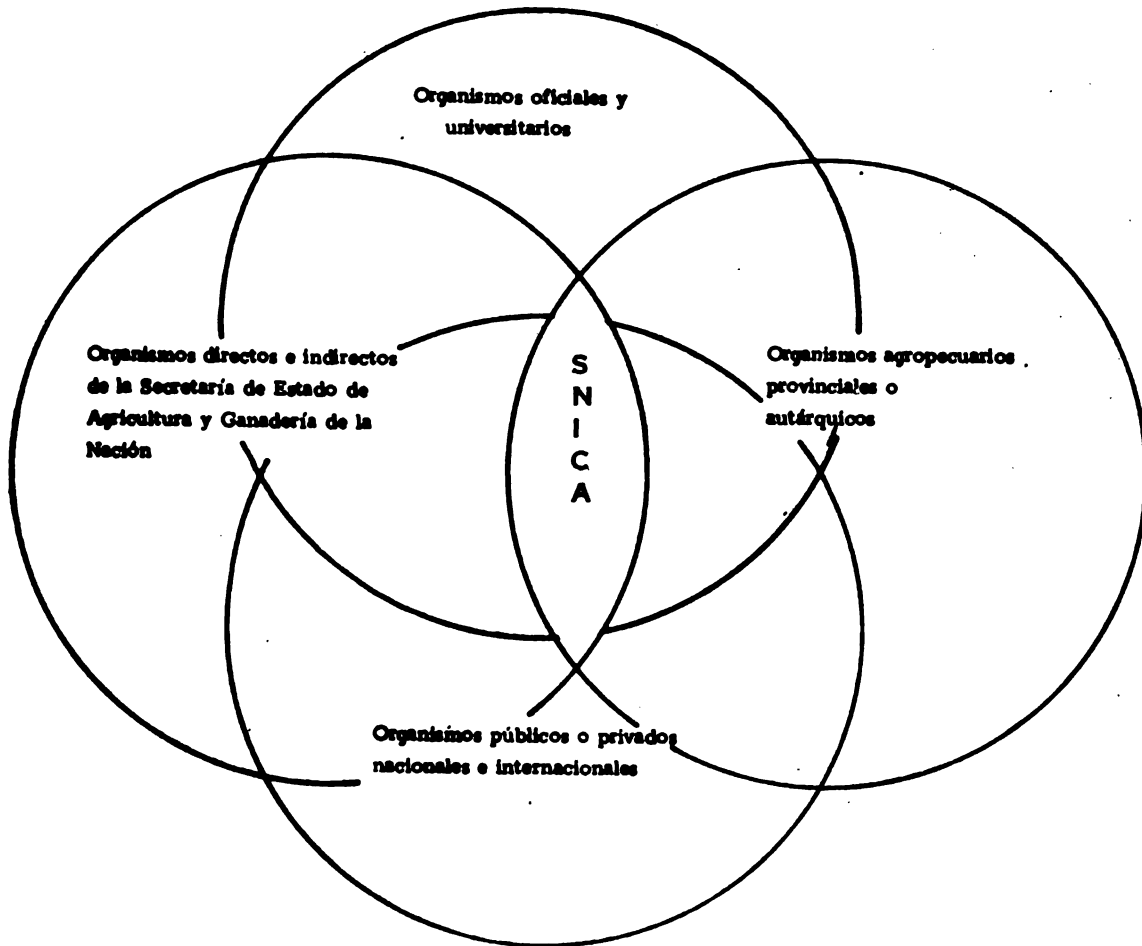 Organismos oficiales y
universitarios
Organismos directos e indirectos
de la Secretaría de Estado de
Agricultura y Ganadería de la
Nación
S
N
I
C
A
Organismos agropecuarios
provinciales o
autárquicos
Organismos públicos o privados
nacionales e internacionales